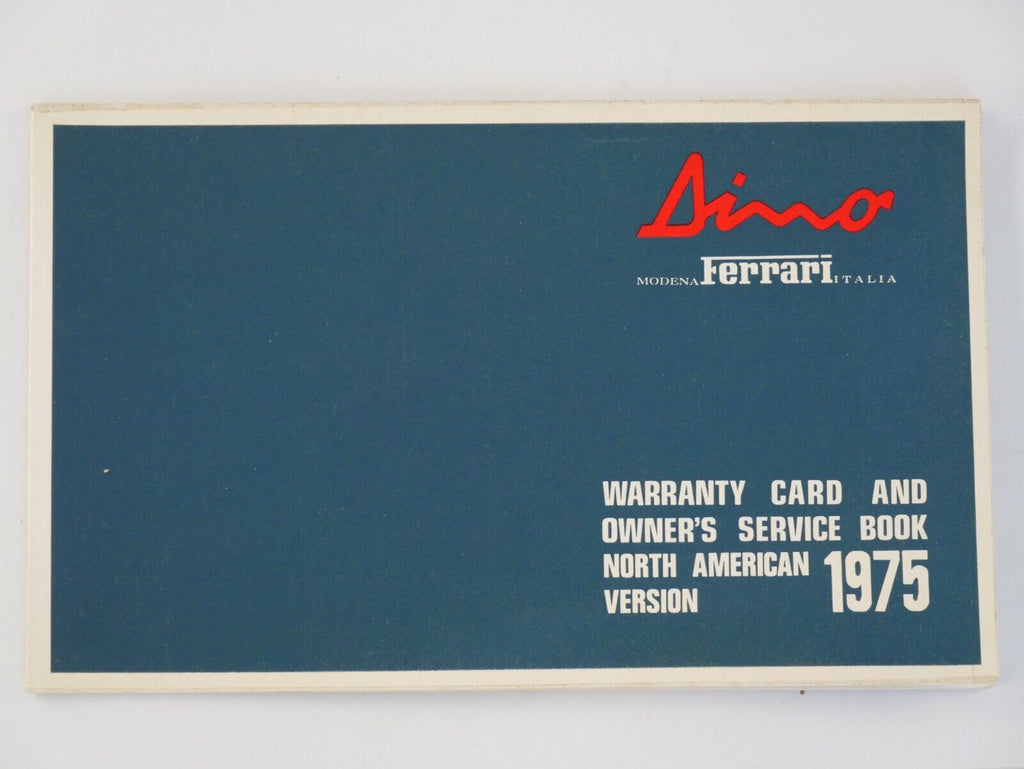 Dino
MODENA Ferrari ITALIA
WARRANTY CARD AND
OWNER'S SERVICE BOOK
NORTH AMERICAN 1975
VERSION